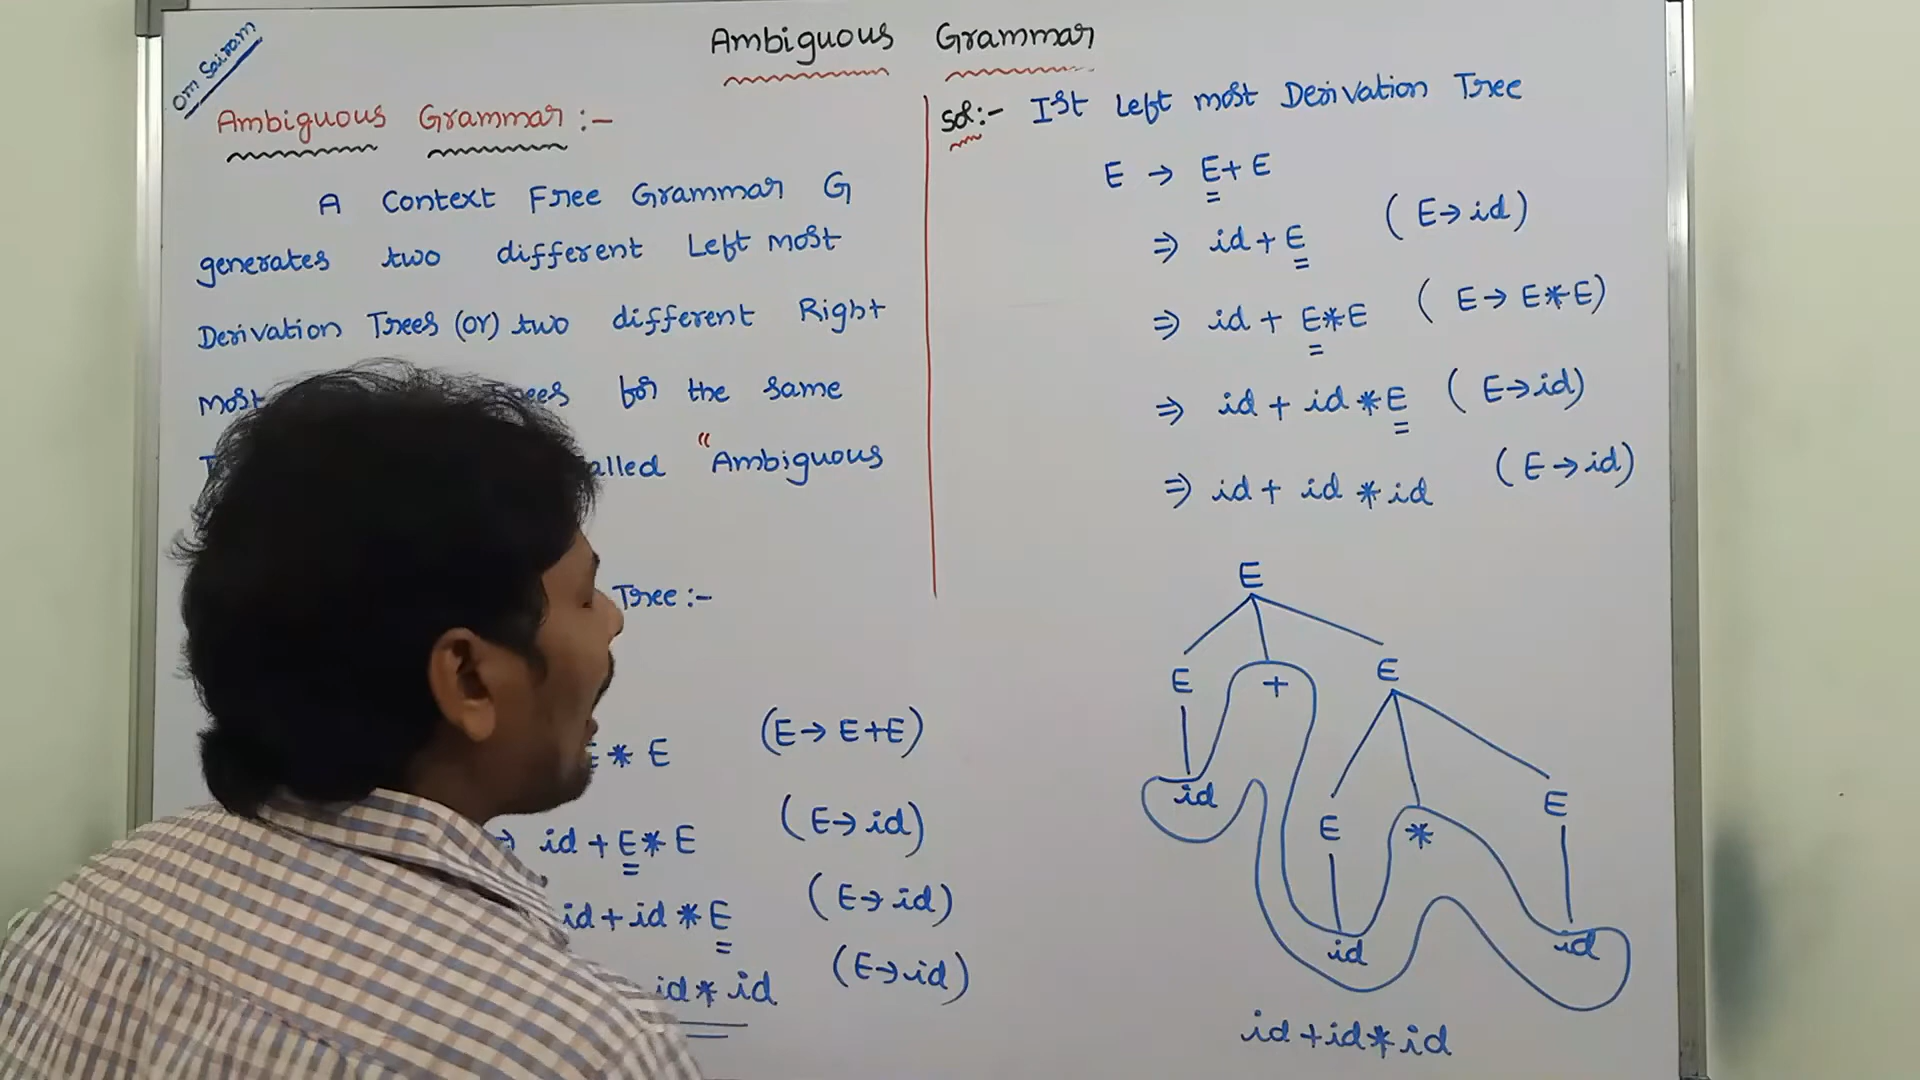 Om Sairam
Ambiguous Grammar
Ambiguous Grammar :-
A Context Free Grammar G
generates two different Left most
Derivation Trees (or) two different Right
most for the same
"Ambiguous
Tree :-
* E (E → E+E)
id + E * E (E → id)
id + id * E (E → id)
id * id (E → id)
Sol:- Ist Left most Derivation Tree
E → E + E
⇒ id + E (E → id)
⇒ id + E * E (E → E * E)
⇒ id + id * E (E → id)
⇒ id + id * id (E → id)
E
E + E
id E * E
id id
id + id * id